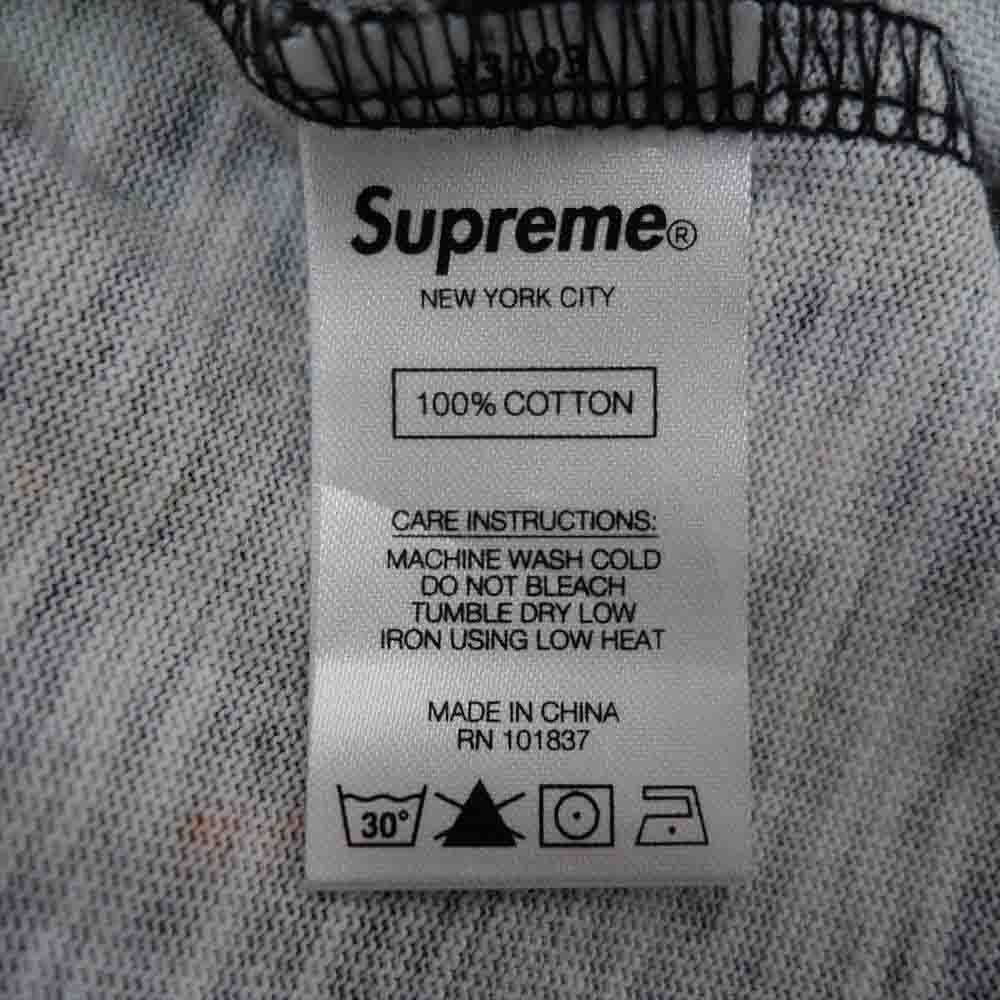 Supreme®
NEW YORK CITY
100% COTTON
CARE INSTRUCTIONS:
MACHINE WASH COLD
DO NOT BLEACH
TUMBLE DRY LOW
IRON USING LOW HEAT
MADE IN CHINA
RN 101837
30°